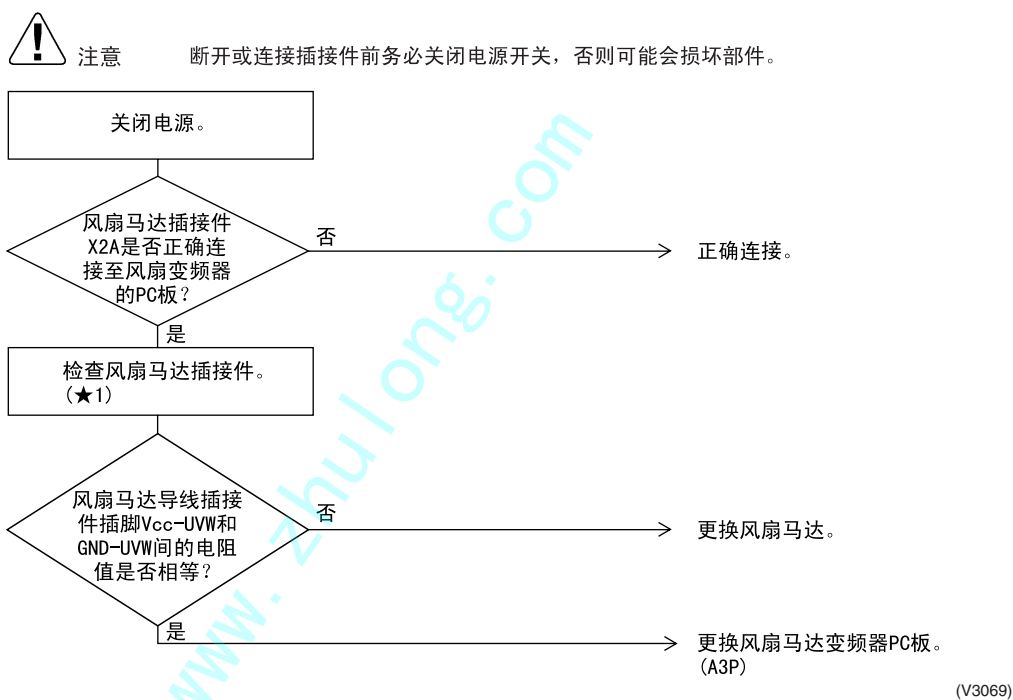 注意
断开或连接插接件前务必关闭电源开关，否则可能会损坏部件。
关闭电源。
风扇马达插接件
X2A是否正确连
接至风扇变频器
的PC板？
否
正确连接。
是
检查风扇马达插接件。
(★1)
风扇马达导线插接
件插脚Vcc-UVW和
GND-UVW间的电阻
值是否相等？
否
更换风扇马达。
是
更换风扇马达变频器PC板。
(A3P)
(V3069)
www.zhulong.com